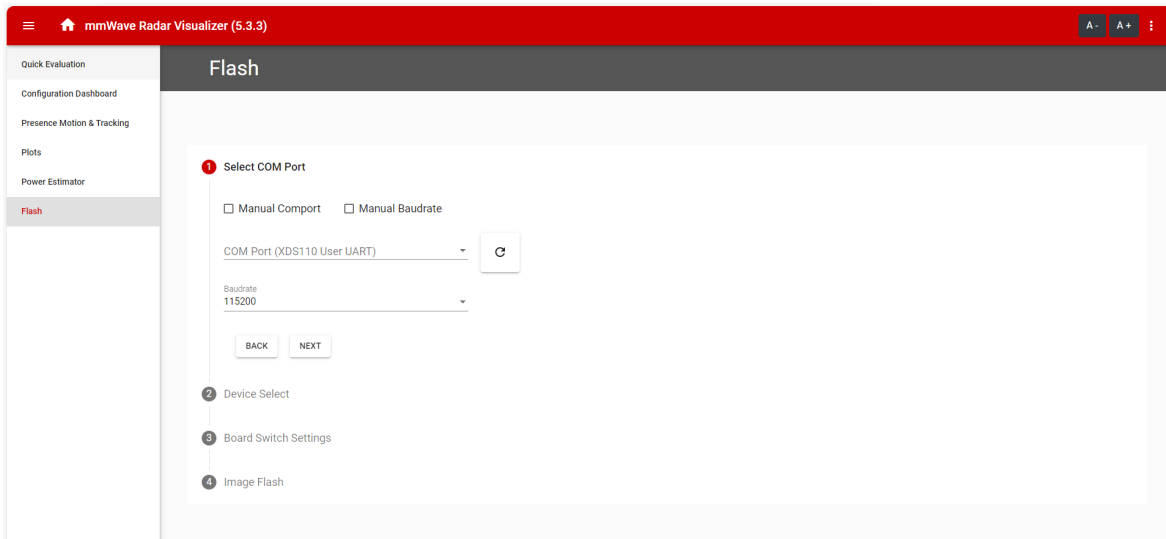 mmWave Radar Visualizer (5.3.3)
A -
A +
Quick Evaluation
Configuration Dashboard
Presence Motion & Tracking
Plots
Power Estimator
Flash
Flash
1 Select COM Port
Manual Comport
Manual Baudrate
COM Port (XDS110 User UART)
Baudrate
115200
BACK
NEXT
2 Device Select
3 Board Switch Settings
4 Image Flash